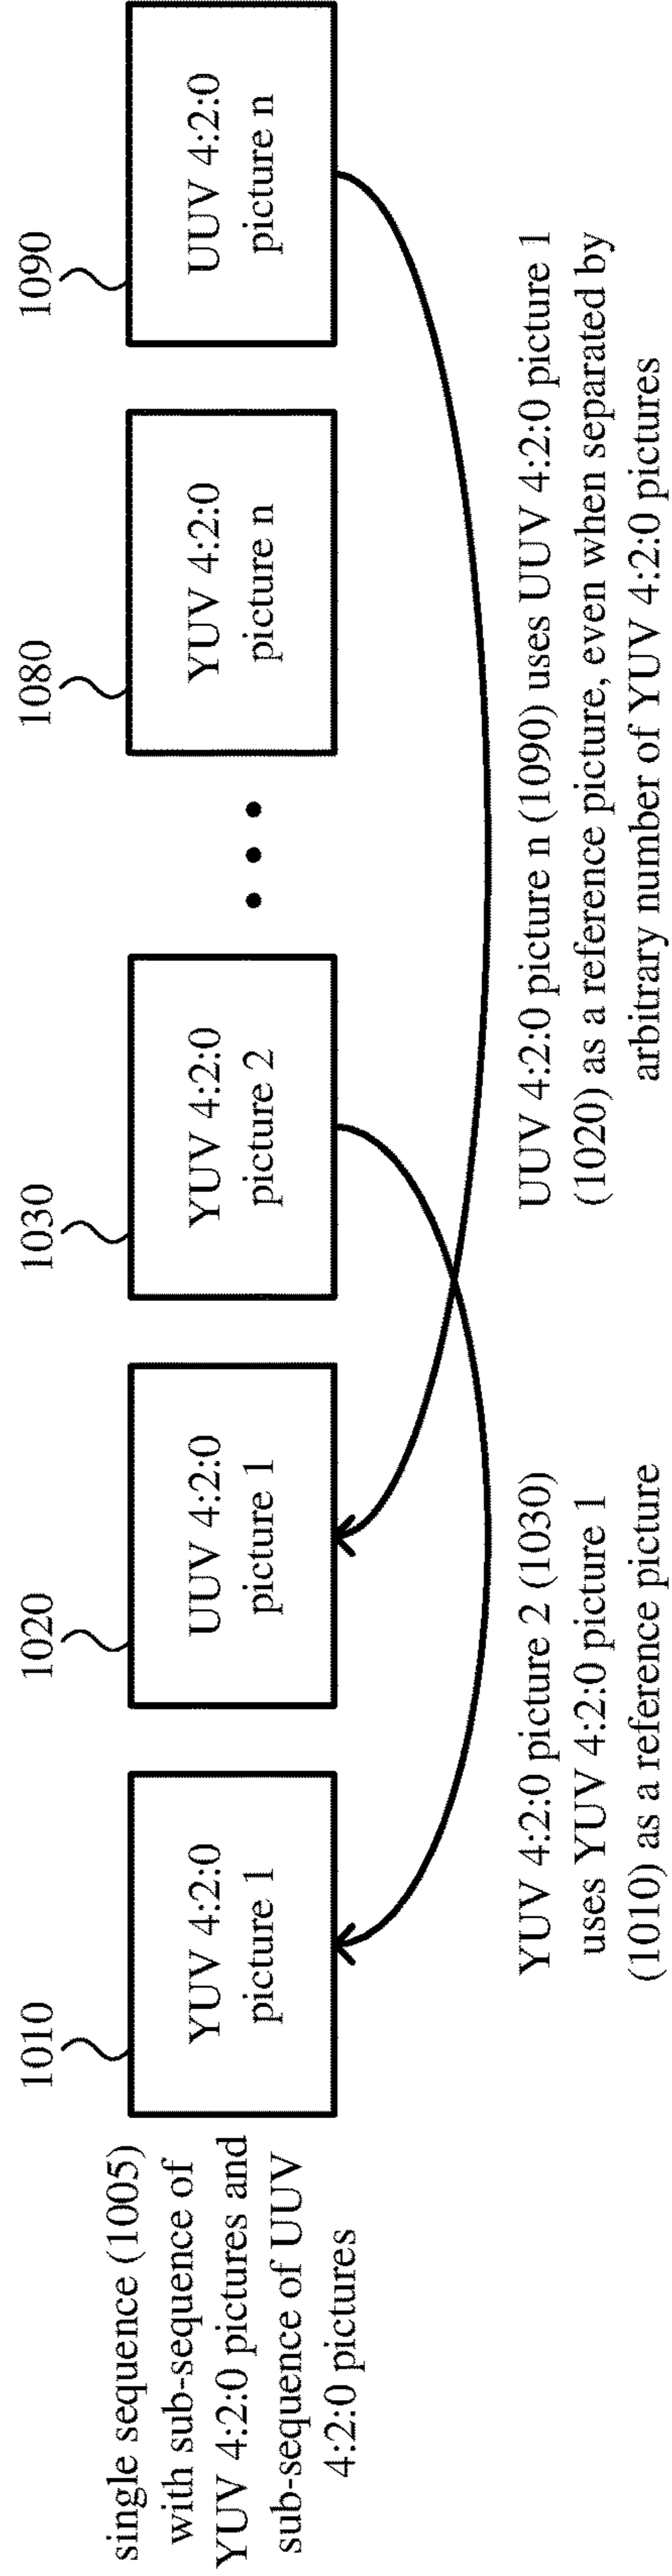 single sequence (1005)
with sub-sequence of
YUV 4:2:0 pictures and
sub-sequence of UUV
4:2:0 pictures
1010
YUV 4:2:0
picture 1
1020
UUV 4:2:0
picture 1
1030
YUV 4:2:0
picture 2
1080
YUV 4:2:0
picture n
1090
UUV 4:2:0
picture n
YUV 4:2:0 picture 2 (1030)
uses YUV 4:2:0 picture 1
(1010) as a reference picture
UUV 4:2:0 picture n (1090) uses UUV 4:2:0 picture 1
(1020) as a reference picture, even when separated by
arbitrary number of YUV 4:2:0 pictures